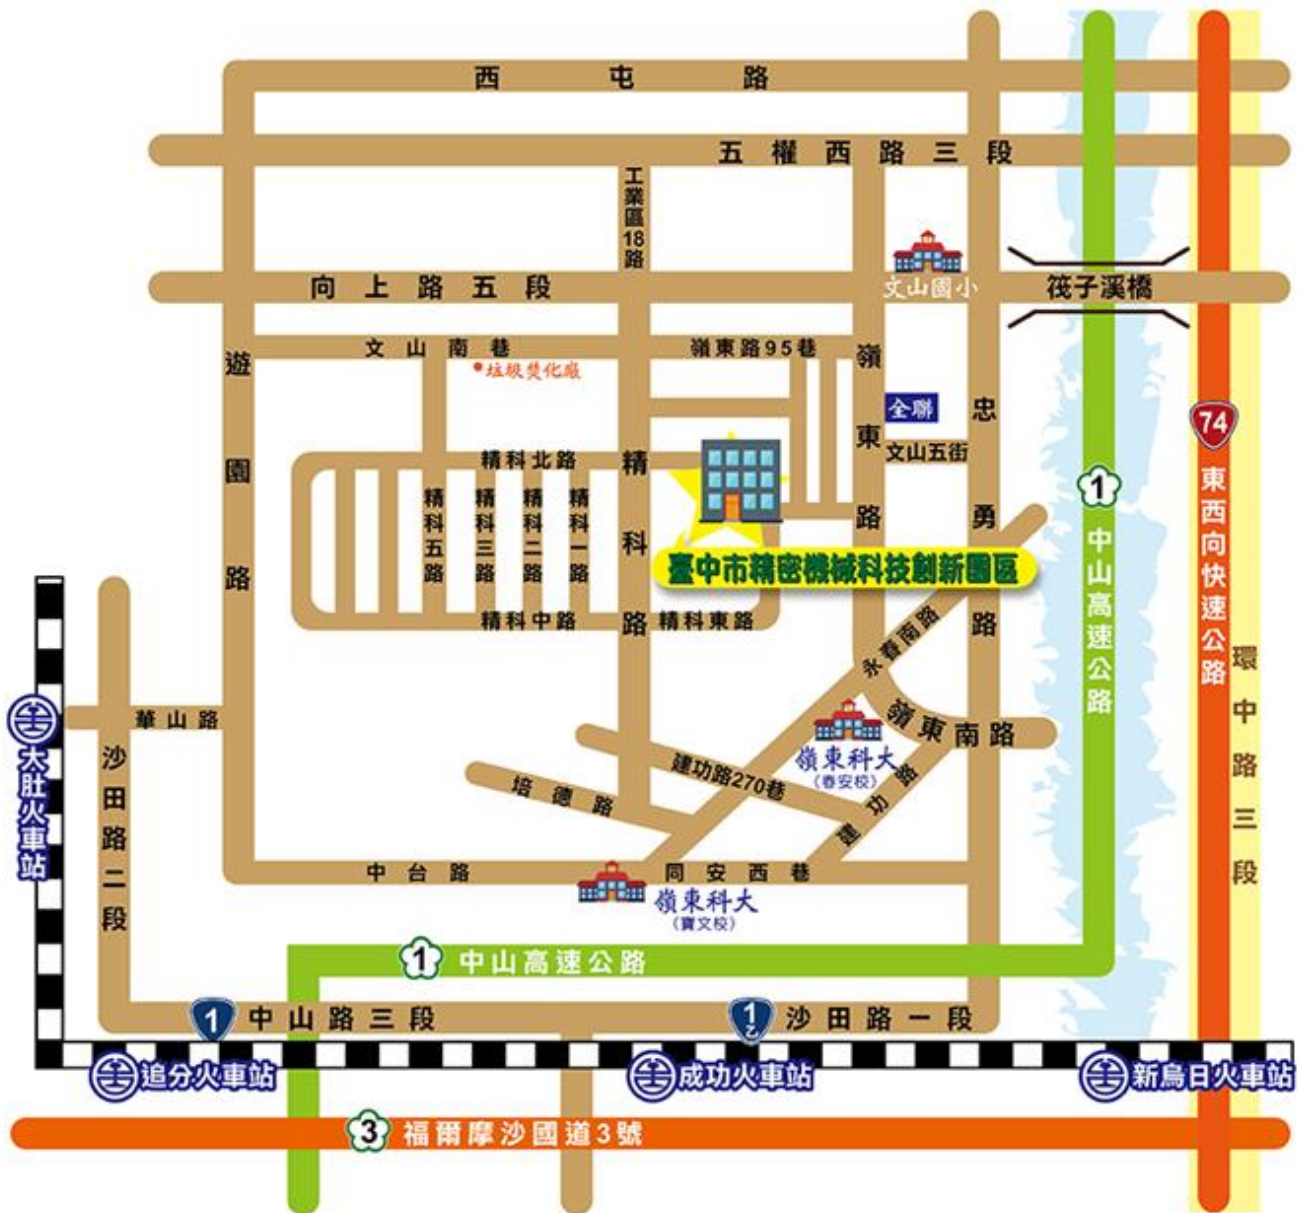 西屯路
五權西路三段
工業區18路
文山國小
向上路五段
筏子溪橋
文山南巷
嶺東路95巷
垃圾焚化廠
遊園路
嶺東路
全聯
忠勇路
文山五街
74
東西向快速公路
1
中山高速公路
環中路三段
精科北路
精科路
精科五路
精科三路
精科二路
精科一路
臺中市精密機械科技創新園區
精科中路
精科東路
永春南路
華山路
大肚火車站
沙田路二段
嶺東南路
嶺東科大
(春安校)
建功路270巷
建功路
培德路
中台路
同安西巷
嶺東科大
(寶文校)
1
中山高速公路
1
中山路三段
1乙
沙田路一段
追分火車站
成功火車站
新烏日火車站
3
福爾摩沙國道3號